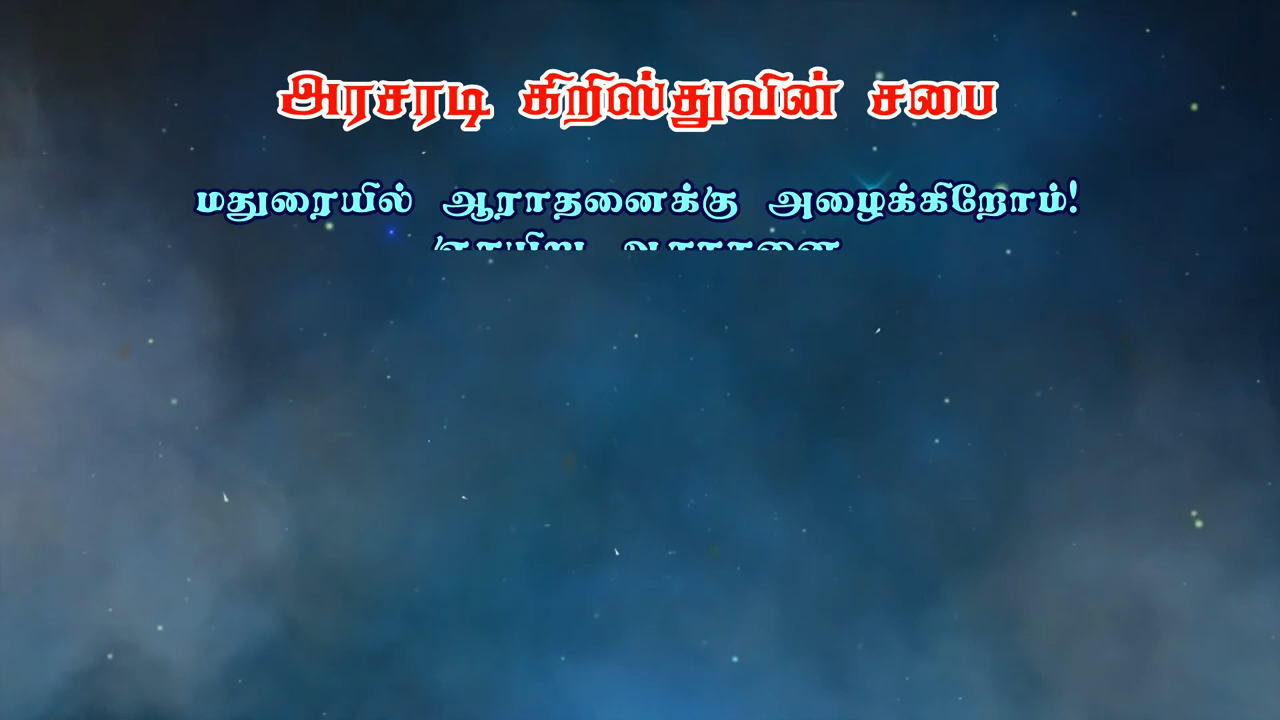 அரசரடி கிறிஸ்துவின் சபை
மதுரையில் ஆராதனைக்கு அழைக்கிறோம்!